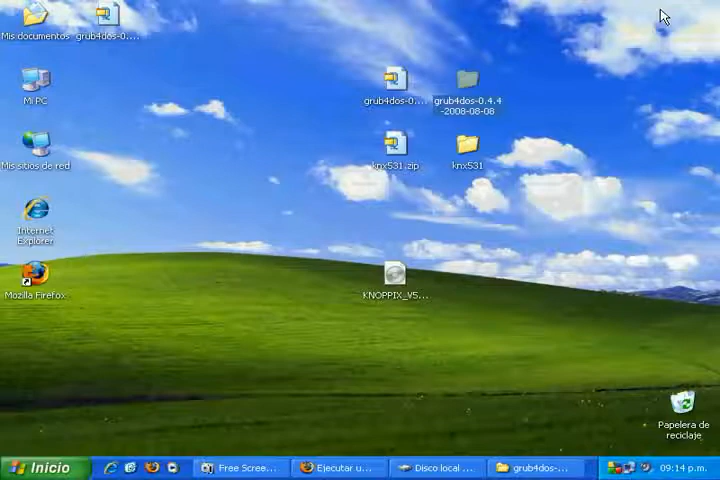 Mis documentos
grub4dos-0....
Mi PC
Mis sitios de red
Internet
Explorer
Mozilla Firefox
grub4dos-0...
grub4dos-0.4.4
-2008-08-08
knx531.zip
knx531
KNOPPIX_V5...
Papelera de
reciclaje
Inicio
Free Scree...
Ejecutar u...
Disco local ...
grub4dos-...
09:14 p.m.